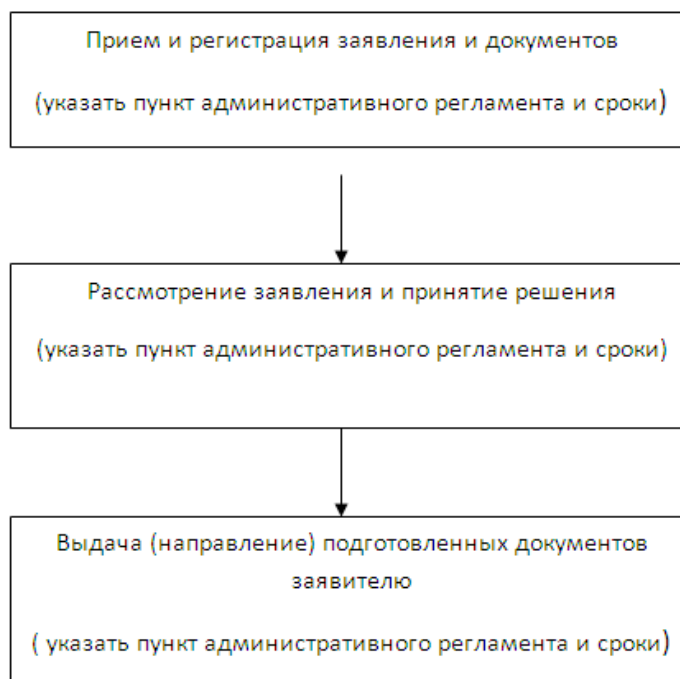 Прием и регистрация заявления и документов
(указать пункт административного регламента и сроки)
Рассмотрение заявления и принятие решения
(указать пункт административного регламента и сроки)
Выдача (направление) подготовленных документов
заявителю
( указать пункт административного регламента и сроки)